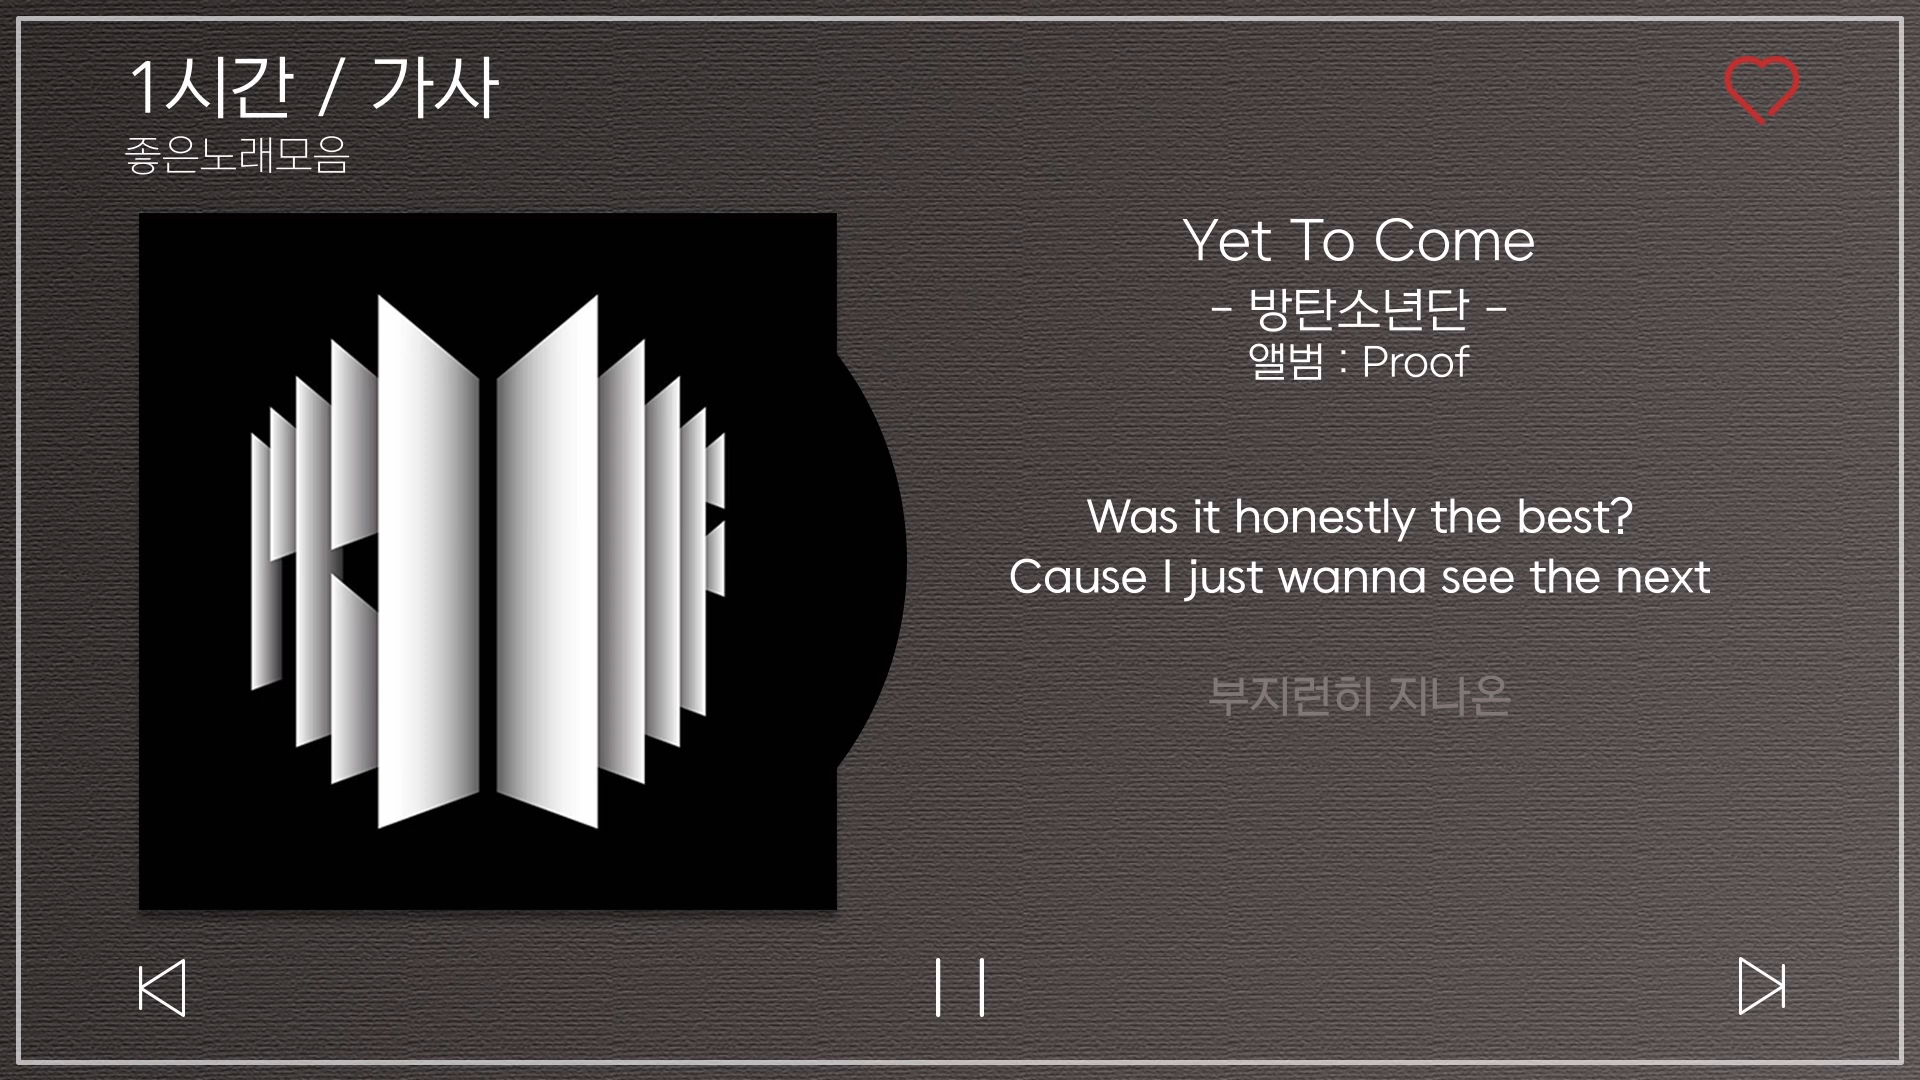 1시간 / 가사
좋은노래모음
Yet To Come
- 방탄소년단 -
앨범 : Proof
Was it honestly the best?
Cause I just wanna see the next
부지런히 지나온